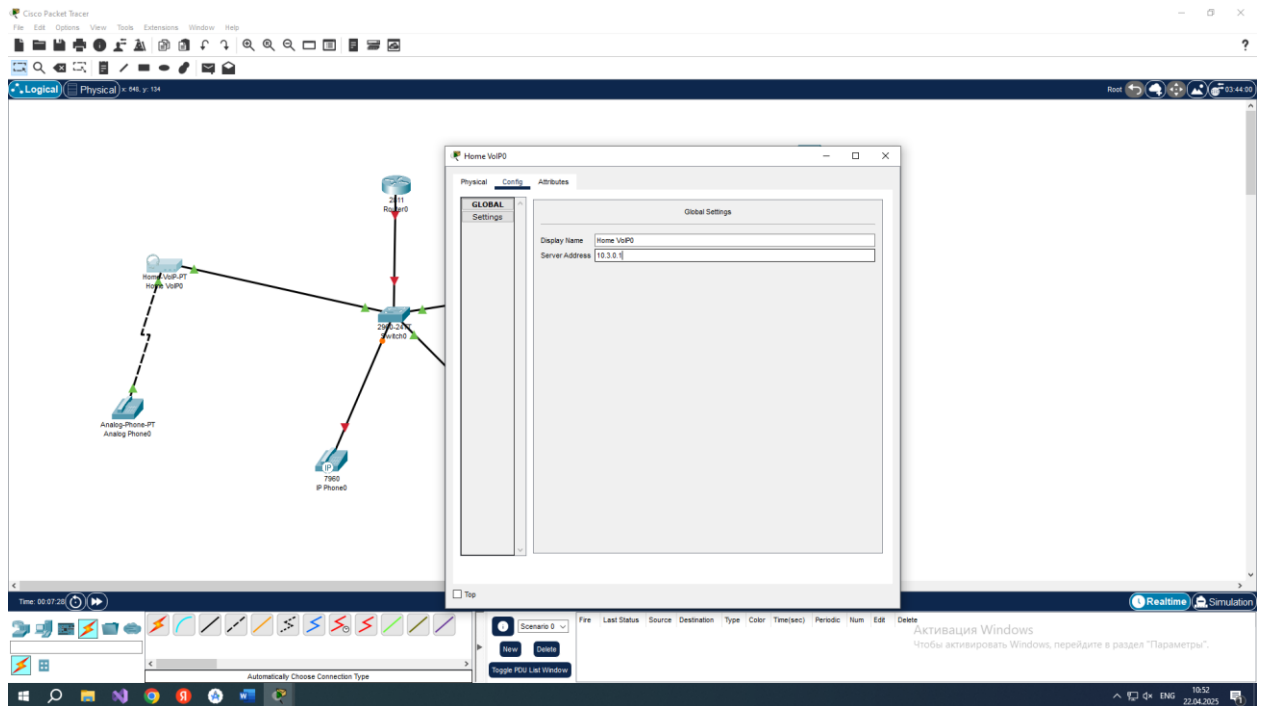 Cisco Packet Tracer
File Edit Options View Tools Extensions Window Help
?
Logical Physical x: 648, y: 134 Root 03:44:00
Home VoIP0
Physical Config Attributes
GLOBAL
Settings
Global Settings
Display Name Home VoIP0
Server Address 10.3.0.1
2811
Router0
Home-VoIP-PT
Home VoIP0
2960-24TT
Switch0
Analog-Phone-PT
Analog Phone0
IP
7960
IP Phone0
Top
Time: 00:07:28 Realtime Simulation
Scenario 0
New Delete
Toggle PDU List Window
Fire Last Status Source Destination Type Color Time(sec) Periodic Num Edit Delete
Активация Windows
Чтобы активировать Windows, перейдите в раздел "Параметры".
Automatically Choose Connection Type
ENG 10:52
22.04.2025